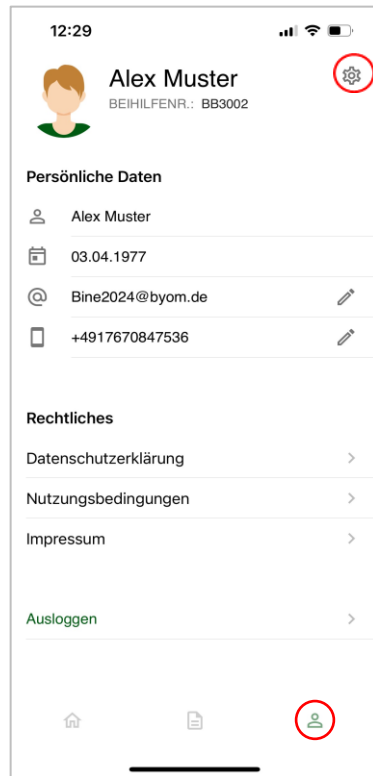 12:29
Alex Muster
BEIHILFENR.: BB3002
Persönliche Daten
Alex Muster
03.04.1977
Bine2024@byom.de
+4917670847536
Rechtliches
Datenschutzerklärung
Nutzungsbedingungen
Impressum
Ausloggen